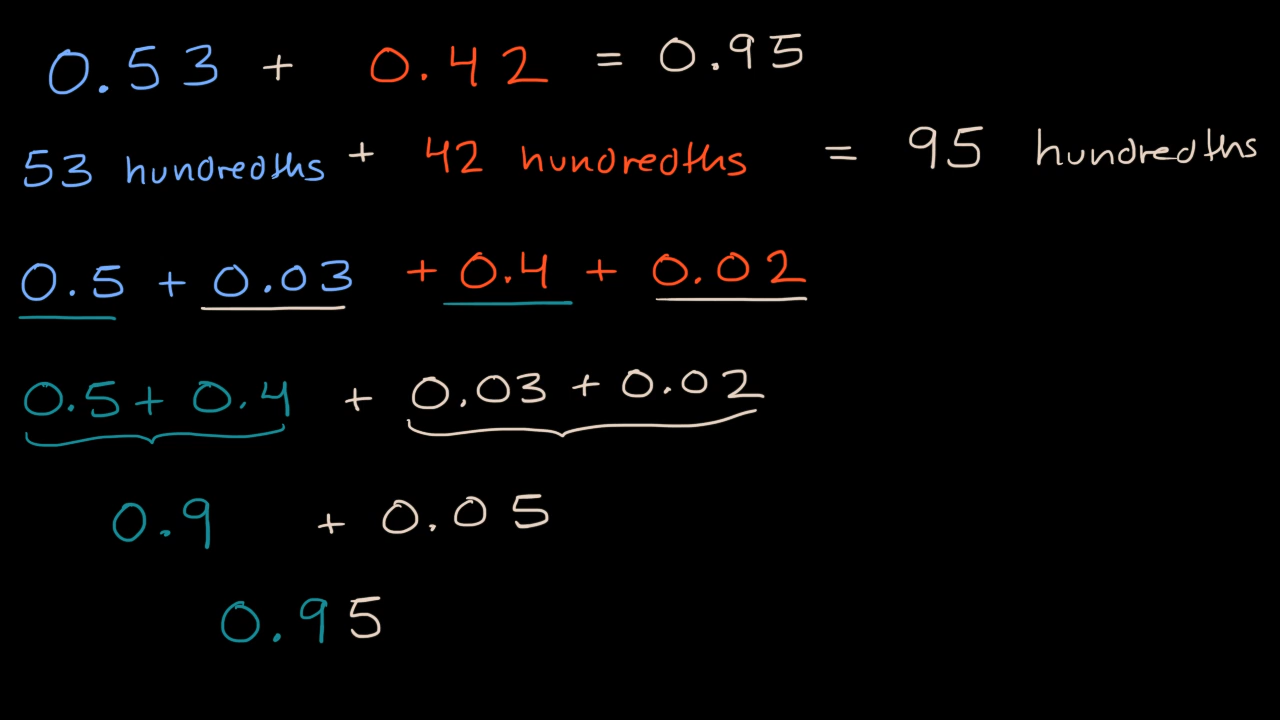 0.53 + 0.42 = 0.95
53 hundredths + 42 hundredths = 95 hundredths
0.5 + 0.03 + 0.4 + 0.02
0.5 + 0.4 + 0.03 + 0.02
0.9 + 0.05
0.95